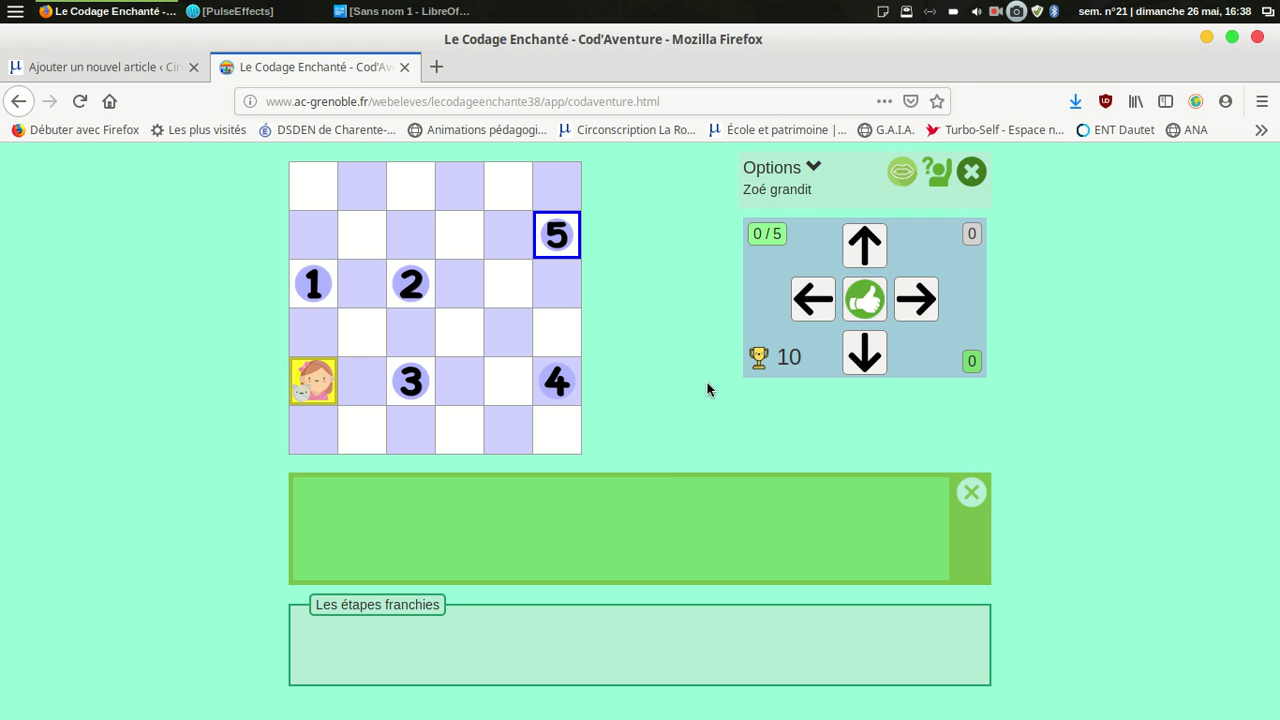 Le Codage Enchanté -...
[PulseEffects]
[Sans nom 1 - LibreOf...
sem. n°21 | dimanche 26 mai, 16:38
Le Codage Enchanté - Cod'Aventure - Mozilla Firefox
Ajouter un nouvel article ‹ Cir
Le Codage Enchanté - Cod'Av
www.ac-grenoble.fr/webeleves/lecodageenchante38/app/codaventure.html
Débuter avec Firefox
Les plus visités
DSDEN de Charente-...
Animations pédagogi...
Circonscription La Ro...
École et patrimoine |...
G.A.I.A.
Turbo-Self - Espace n...
ENT Dautet
ANA
Options
Zoé grandit
0 / 5
0
5
1
2
10
0
3
4
Les étapes franchies